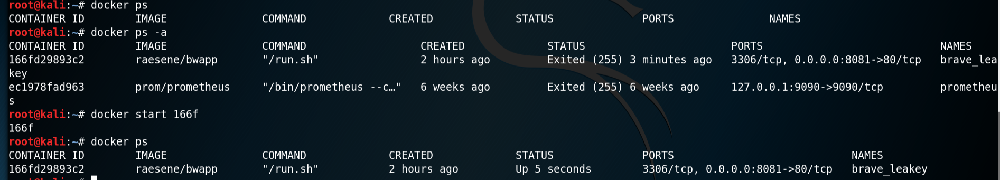 root@kali:~# docker ps
CONTAINER ID        IMAGE               COMMAND             CREATED             STATUS              PORTS               NAMES
root@kali:~# docker ps -a
CONTAINER ID        IMAGE               COMMAND                  CREATED             STATUS                       PORTS                            NAMES
166fd29893c2        raesene/bwapp       "/run.sh"                2 hours ago         Exited (255) 3 minutes ago   3306/tcp, 0.0.0.0:8081->80/tcp   brave_lea
key
ec1978fad963        prom/prometheus     "/bin/prometheus --c…"   6 weeks ago         Exited (255) 6 weeks ago     127.0.0.1:9090->9090/tcp         prometheu
s
root@kali:~# docker start 166f
166f
root@kali:~# docker ps
CONTAINER ID        IMAGE               COMMAND             CREATED             STATUS              PORTS                            NAMES
166fd29893c2        raesene/bwapp       "/run.sh"           2 hours ago         Up 5 seconds        3306/tcp, 0.0.0.0:8081->80/tcp   brave_leakey